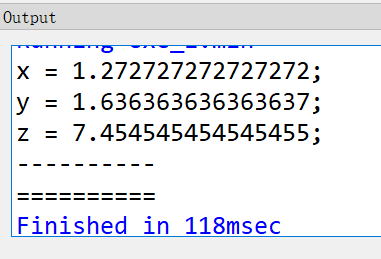 Output
x = 1.272727272727272;
y = 1.636363636363637;
z = 7.454545454545455;
----------
==========
Finished in 118msec